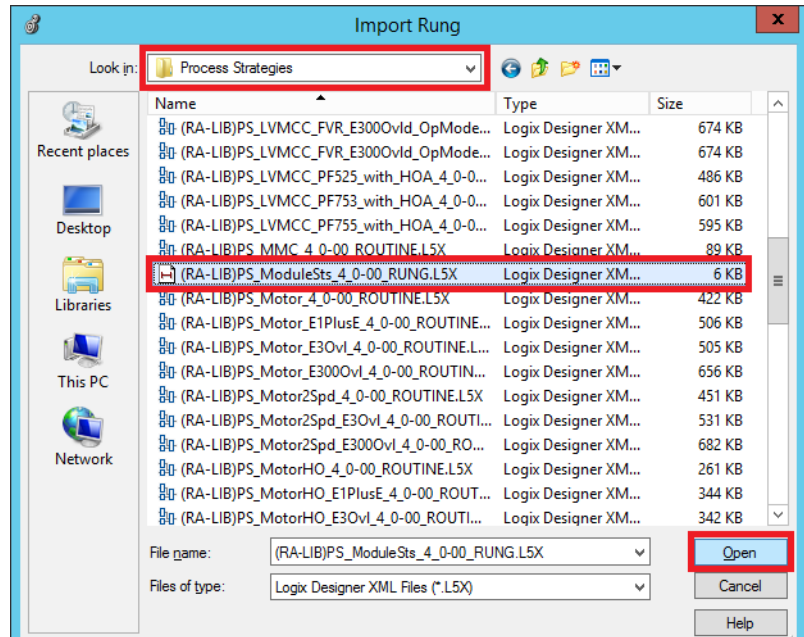 Import Rung
x
Look in: Process Strategies
Name Type Size
Recent places
Desktop
Libraries
This PC
Network
(RA-LIB)PS_LVMCC_FVR_E300Ovld_OpMode... Logix Designer XM... 674 KB
(RA-LIB)PS_LVMCC_FVR_E300Ovld_OpMode... Logix Designer XM... 674 KB
(RA-LIB)PS_LVMCC_PF525_with_HOA_4_0-0... Logix Designer XM... 486 KB
(RA-LIB)PS_LVMCC_PF753_with_HOA_4_0-0... Logix Designer XM... 601 KB
(RA-LIB)PS_LVMCC_PF755_with_HOA_4_0-0... Logix Designer XM... 595 KB
(RA-LIB)PS_MMC_4_0-00_ROUTINE.L5X Logix Designer XM... 89 KB
(RA-LIB)PS_ModuleSts_4_0-00_RUNG.L5X Logix Designer XM... 6 KB
(RA-LIB)PS_Motor_4_0-00_ROUTINE.L5X Logix Designer XM... 422 KB
(RA-LIB)PS_Motor_E1PlusE_4_0-00_ROUTINE... Logix Designer XM... 506 KB
(RA-LIB)PS_Motor_E3Ovl_4_0-00_ROUTINE.L... Logix Designer XM... 505 KB
(RA-LIB)PS_Motor_E300Ovl_4_0-00_ROUTIN... Logix Designer XM... 656 KB
(RA-LIB)PS_Motor2Spd_4_0-00_ROUTINE.L5X Logix Designer XM... 451 KB
(RA-LIB)PS_Motor2Spd_E3Ovl_4_0-00_ROUTI... Logix Designer XM... 531 KB
(RA-LIB)PS_Motor2Spd_E300Ovl_4_0-00_RO... Logix Designer XM... 682 KB
(RA-LIB)PS_MotorHO_4_0-00_ROUTINE.L5X Logix Designer XM... 261 KB
(RA-LIB)PS_MotorHO_E1PlusE_4_0-00_ROUT... Logix Designer XM... 344 KB
(RA-LIB)PS_MotorHO_E3Ovl_4_0-00_ROUTI... Logix Designer XM... 342 KB
File name: (RA-LIB)PS_ModuleSts_4_0-00_RUNG.L5X Open
Files of type: Logix Designer XML Files (*.L5X) Cancel
Help